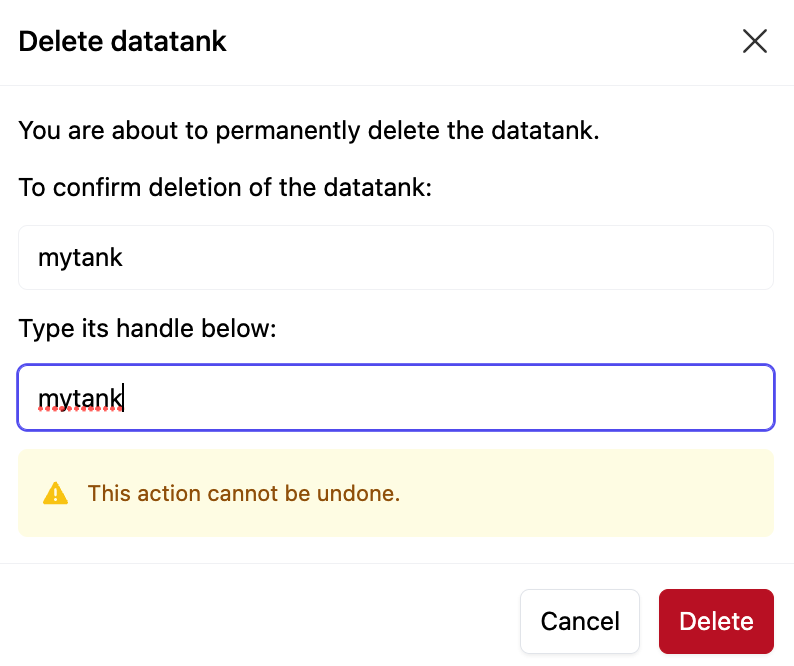 Delete datatank
You are about to permanently delete the datatank.
To confirm deletion of the datatank:
mytank
Type its handle below:
mytank
This action cannot be undone.
Cancel Delete